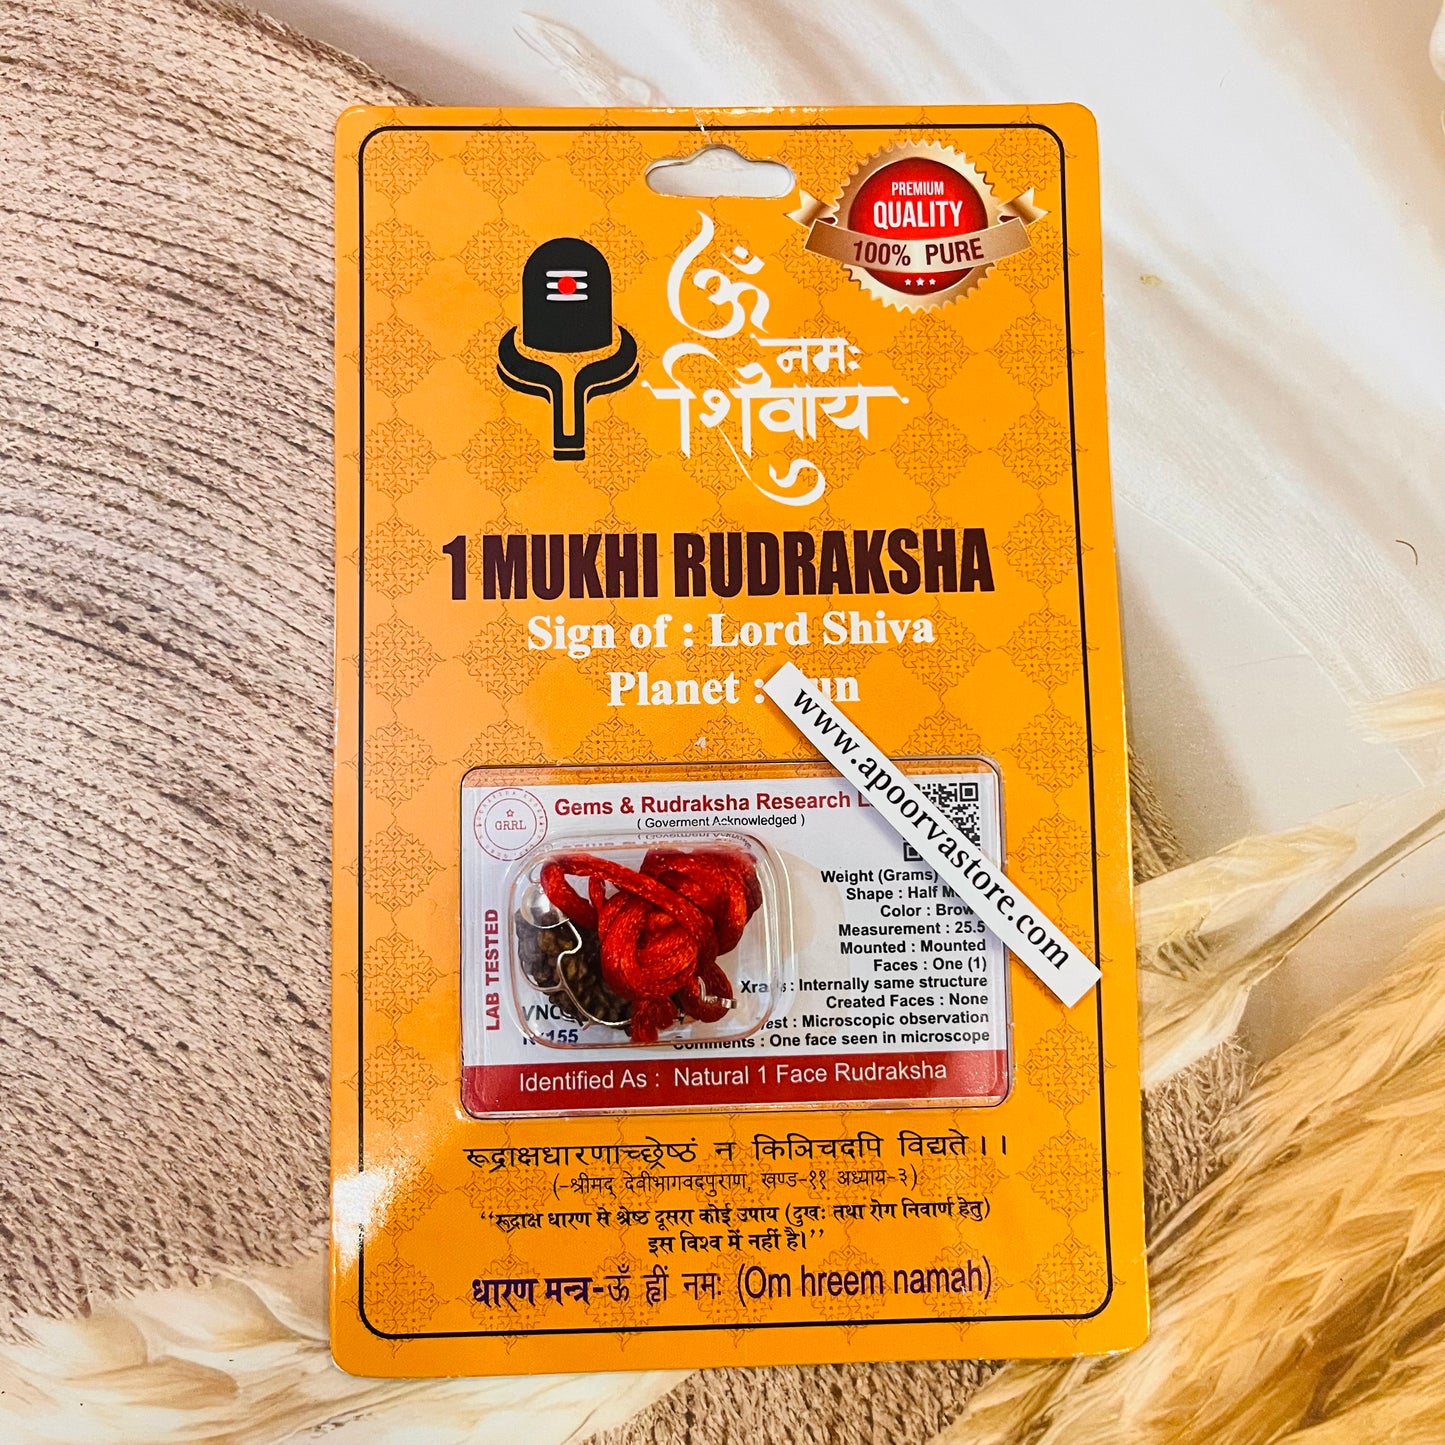 PREMIUM
QUALITY
100% PURE
ॐ
नमः
शिवाय
1 MUKHI RUDRAKSHA
Sign of : Lord Shiva
Planet :
www.apoorvastore.com
Gems & Rudraksha Research
( Goverment Acknowledged )
GRRL
LAB TESTED
Weight (Grams)
Shape : Half
Color :
Measurement : 25.5
Mounted : Mounted
Faces : One (1)
: Internally same structure
Created Faces : None
: Microscopic observation
Comments : One face seen in microscope
Identified As : Natural 1 Face Rudraksha
रूद्राक्षधारणाच्छ्रेष्ठं न किञिचदपि विद्यते।।
(-श्रीमद् देवीभागवदपुराण, खण्ड-११ अध्याय-३)
“रूद्राक्ष धारण से श्रेष्ठ दूसरा कोई उपाय (दुखः तथा रोग निवार्ण हेतु)
इस विश्व में नहीं है।”
धारण मन्त्र-ॐ ह्रीं नमः (Om hreem namah)